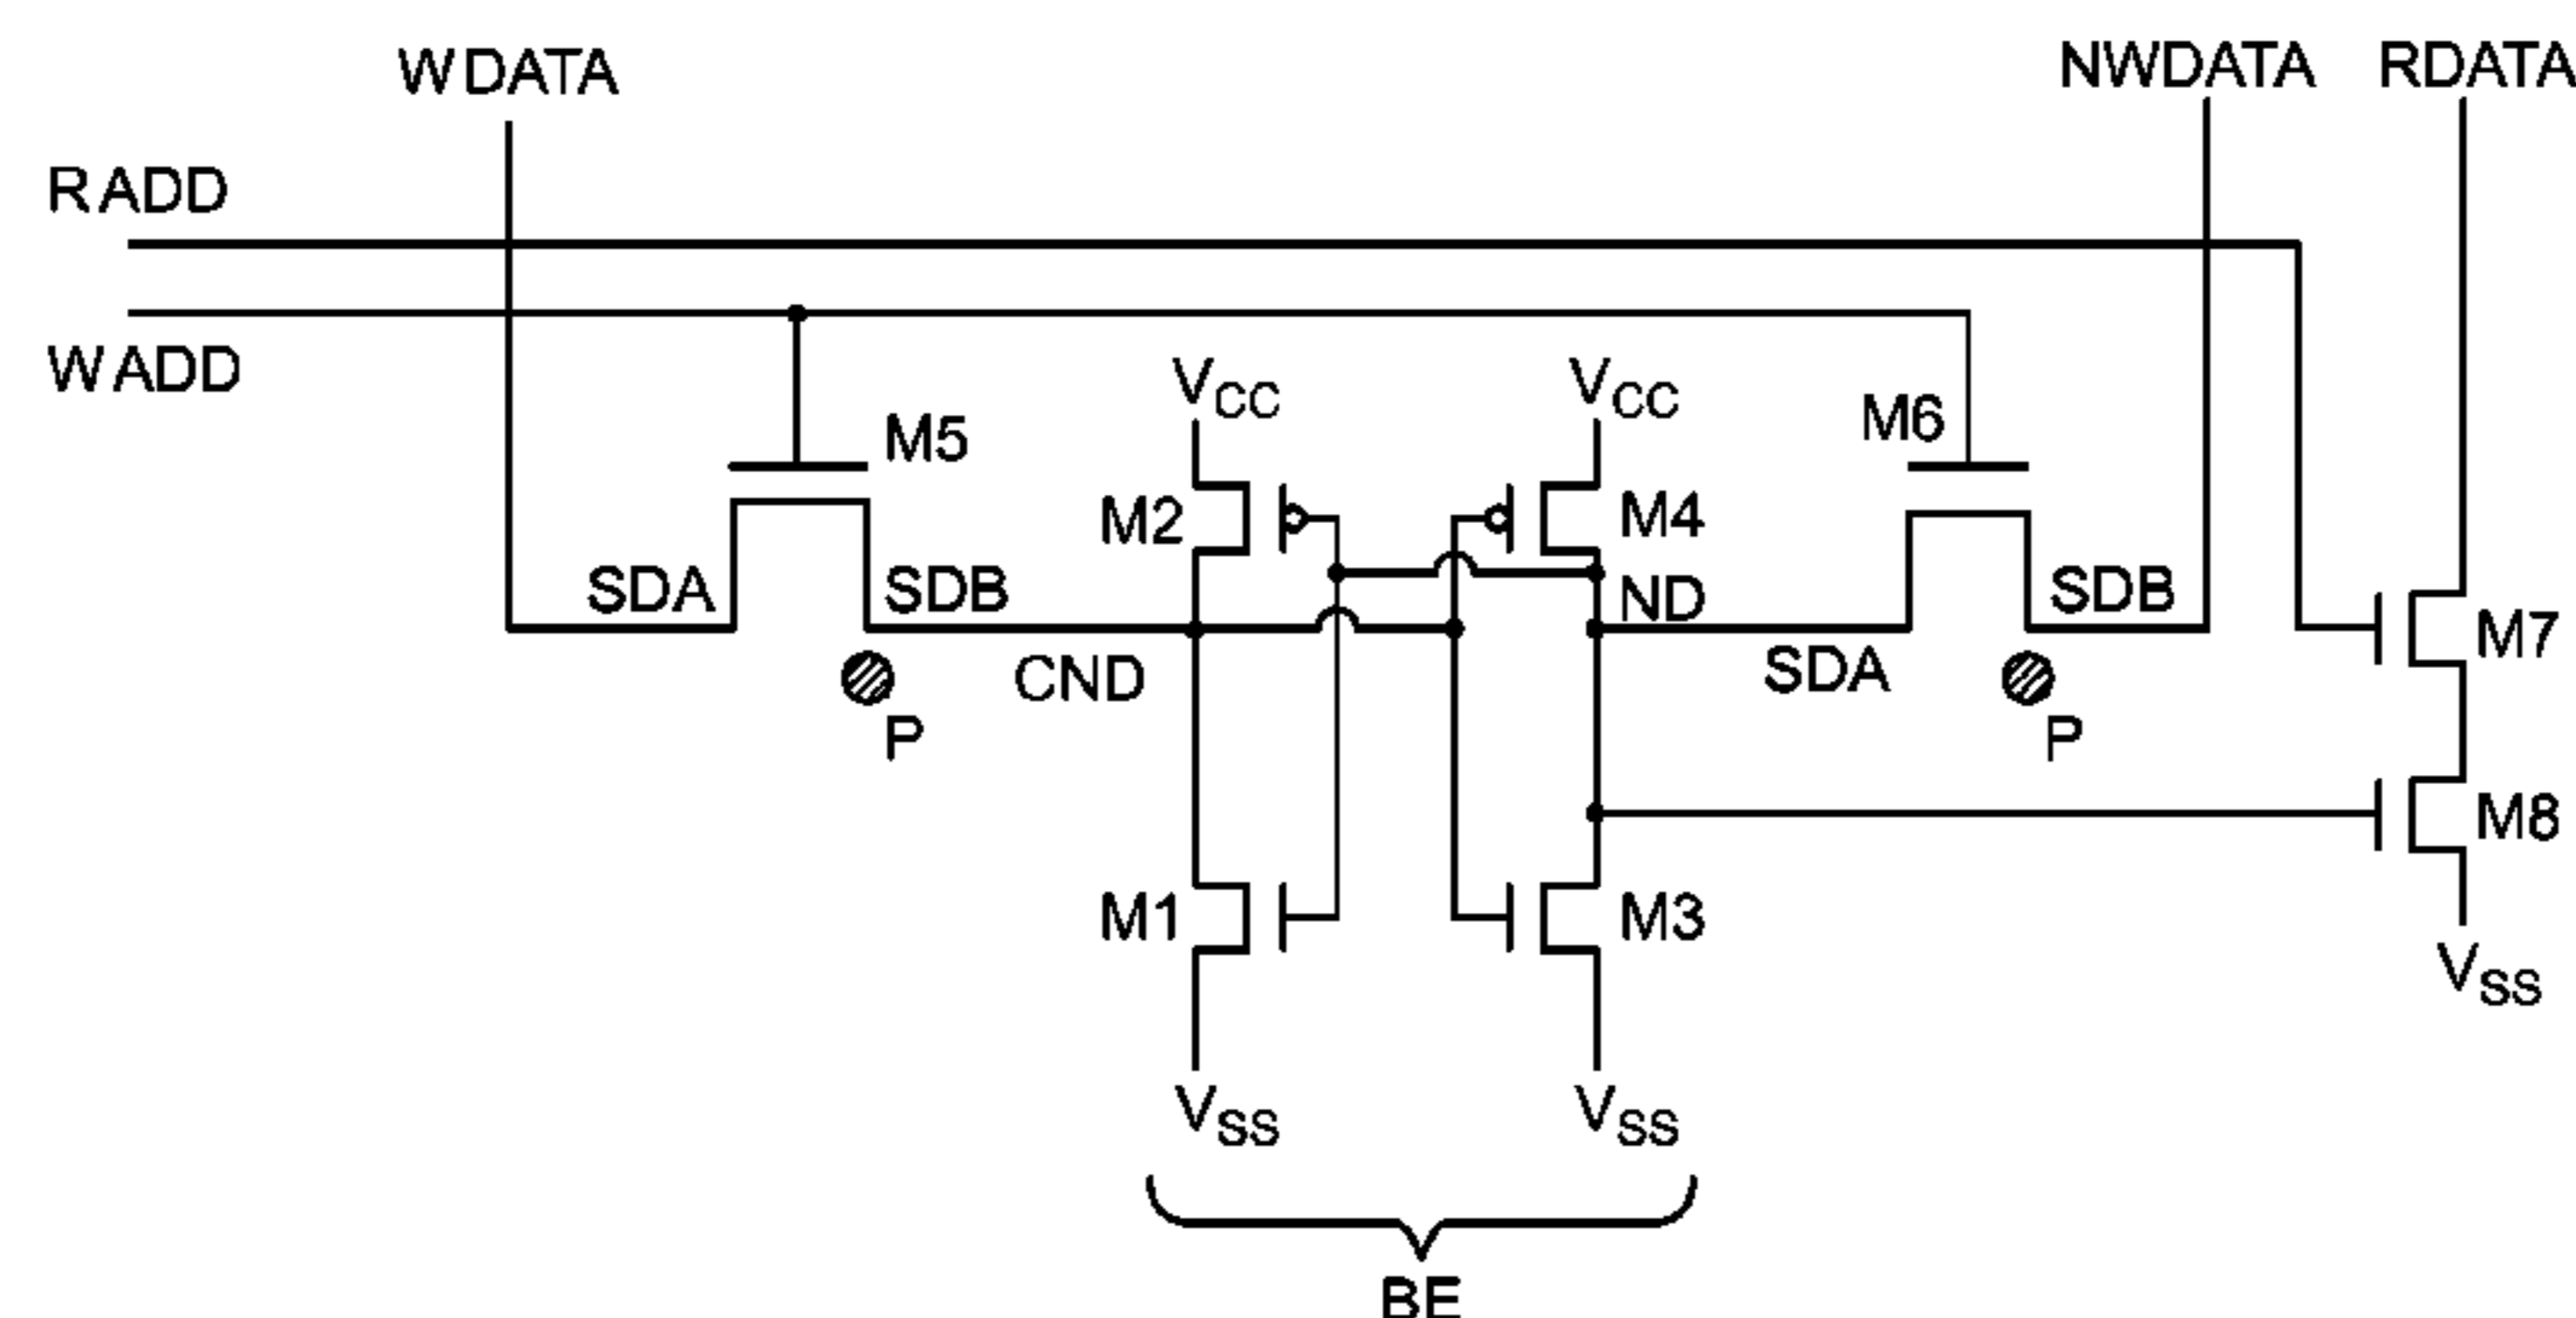 WDATA
NWDATA
RDATA
RADD
WADD
VCC
VCC
M5
M6
M2
M4
SDA
SDB
ND
SDB
CND
SDA
M7
P
P
M8
M1
M3
VSS
VSS
VSS
BE